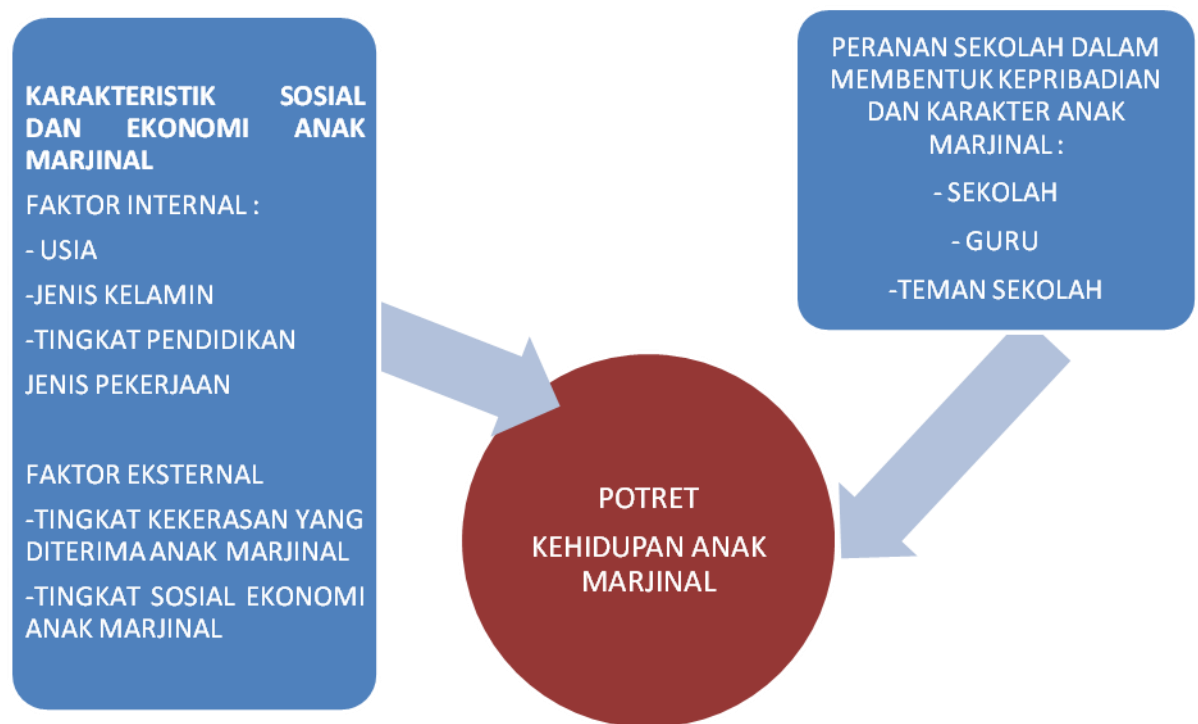 KARAKTERISTIK SOSIAL
DAN EKONOMI ANAK
MARJINAL
FAKTOR INTERNAL :
- USIA
-JENIS KELAMIN
-TINGKAT PENDIDIKAN
JENIS PEKERJAAN
FAKTOR EKSTERNAL
-TINGKAT KEKERASAN YANG
DITERIMA ANAK MARJINAL
-TINGKAT SOSIAL EKONOMI
ANAK MARJINAL
PERANAN SEKOLAH DALAM
MEMBENTUK KEPRIBADIAN
DAN KARAKTER ANAK
MARJINAL :
- SEKOLAH
- GURU
-TEMAN SEKOLAH
POTRET
KEHIDUPAN ANAK
MARJINAL